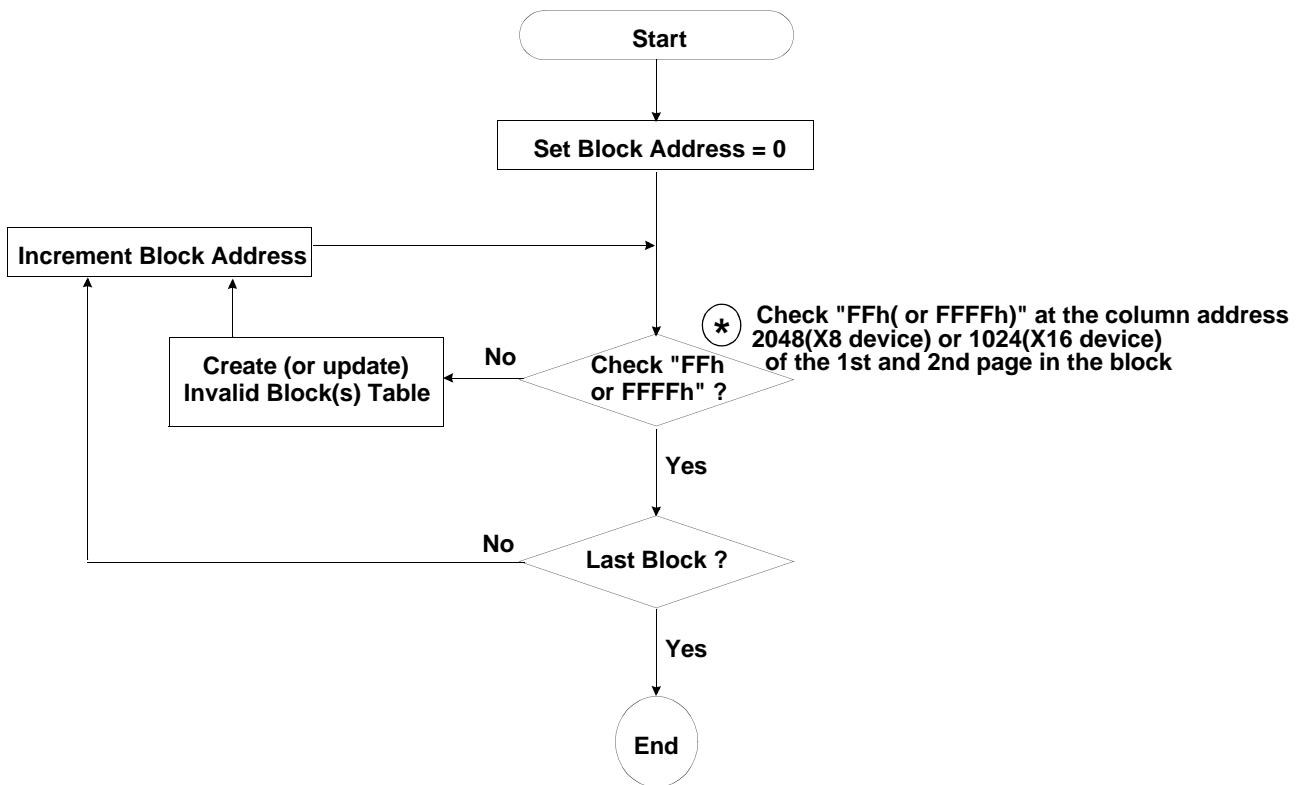 Start
Set Block Address = 0
Increment Block Address
* Check "FFh( or FFFFh)" at the column address
2048(X8 device) or 1024(X16 device)
of the 1st and 2nd page in the block
No
Check "FFh
or FFFFh" ?
Create (or update)
Invalid Block(s) Table
Yes
No
Last Block ?
Yes
End